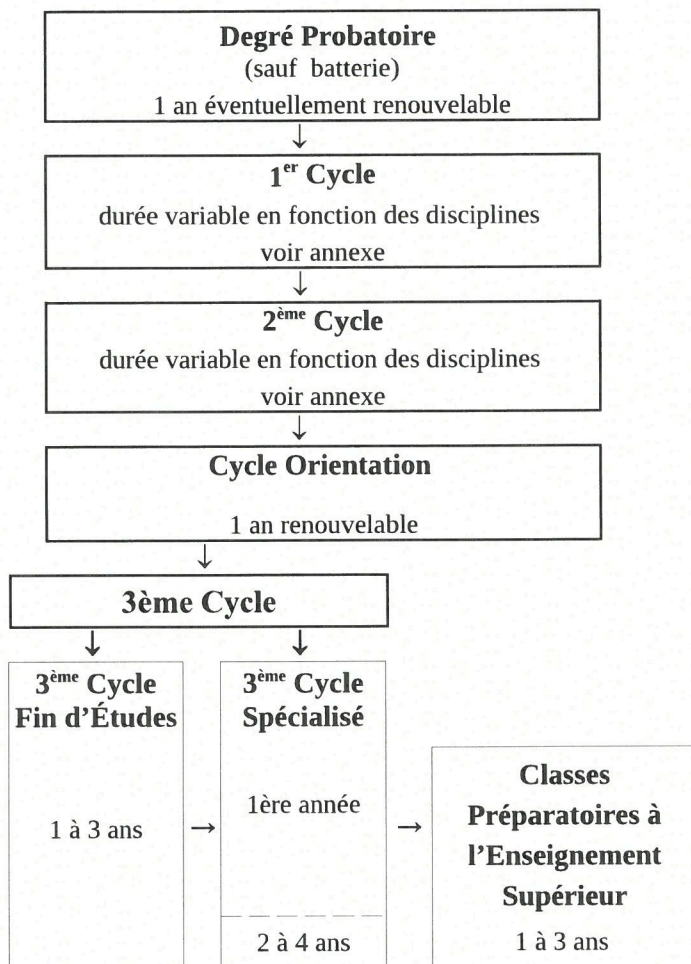 Degré Probatoire
(sauf batterie)
1 an éventuellement renouvelable
↓
1er Cycle
durée variable en fonction des disciplines
voir annexe
↓
2ème Cycle
durée variable en fonction des disciplines
voir annexe
↓
Cycle Orientation
1 an renouvelable
↓
3ème Cycle
↓ ↓
3ème Cycle
Fin d'Études
1 à 3 ans
→
3ème Cycle
Spécialisé
1ère année
2 à 4 ans
→
Classes
Préparatoires à
l'Enseignement
Supérieur
1 à 3 ans